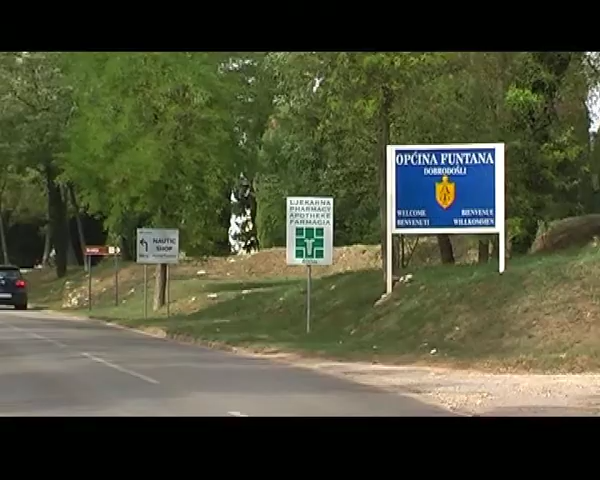 OPĆINA FUNTANA
DOBRODOŠLI
WELCOME BIENVENUE
BENVENUTI WILLKOMMEN
LJEKARNA
PHARMACY
APOTHEKE
FARMACIA
NAUTIC
SHOP